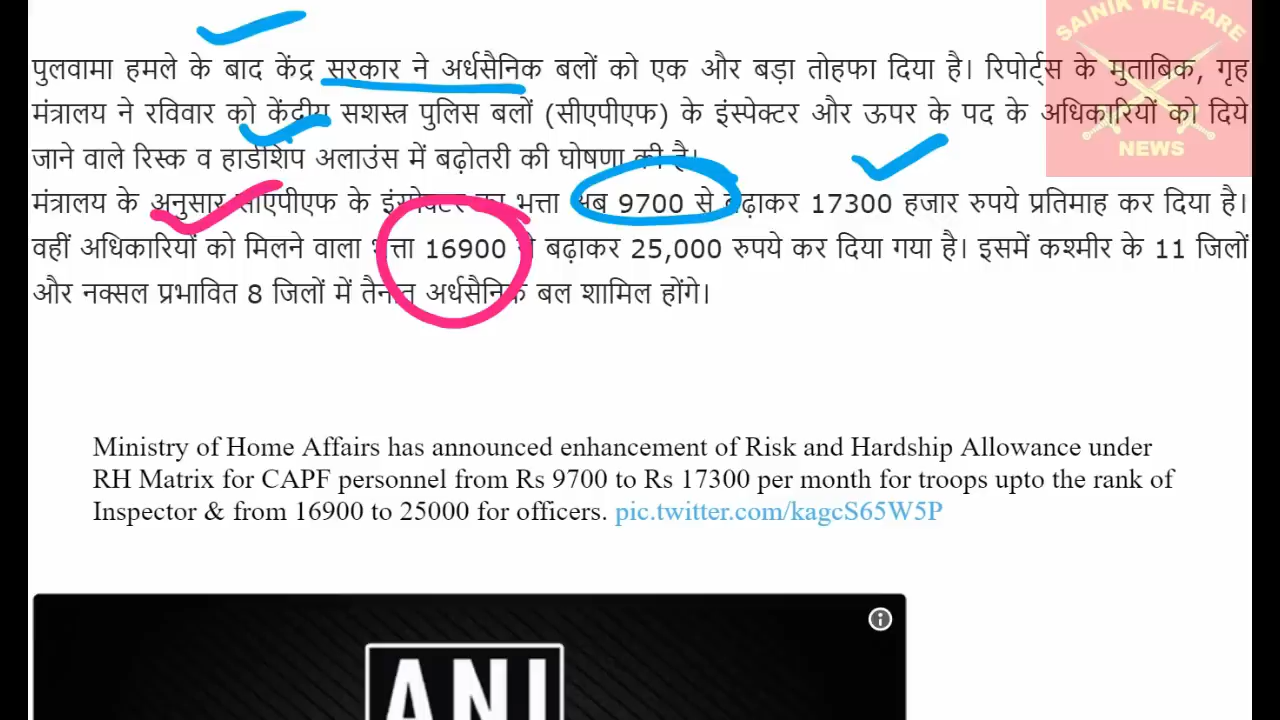 SAINIK WELFARE
NEWS
पुलवामा हमले के बाद केंद्र सरकार ने अर्धसैनिक बलों को एक और बड़ा तोहफा दिया है। रिपोर्ट्स के मुताबिक, गृह
मंत्रालय ने रविवार को केंद्रीय सशस्त्र पुलिस बलों (सीएपीएफ) के इंस्पेक्टर और ऊपर के पद के अधिकारियों को दिये
जाने वाले रिस्क व हार्डशिप अलाउंस में बढ़ोतरी की घोषणा की है।
मंत्रालय के अनुसार सीएपीएफ के इंस्पेक्टर का भत्ता अब 9700 से बढ़ाकर 17300 हजार रुपये प्रतिमाह कर दिया है।
वहीं अधिकारियों को मिलने वाला भत्ता 16900 से बढ़ाकर 25,000 रुपये कर दिया गया है। इसमें कश्मीर के 11 जिलों
और नक्सल प्रभावित 8 जिलों में तैनात अर्धसैनिक बल शामिल होंगे।
Ministry of Home Affairs has announced enhancement of Risk and Hardship Allowance under
RH Matrix for CAPF personnel from Rs 9700 to Rs 17300 per month for troops upto the rank of
Inspector & from 16900 to 25000 for officers. pic.twitter.com/kagcS65W5P
ANI